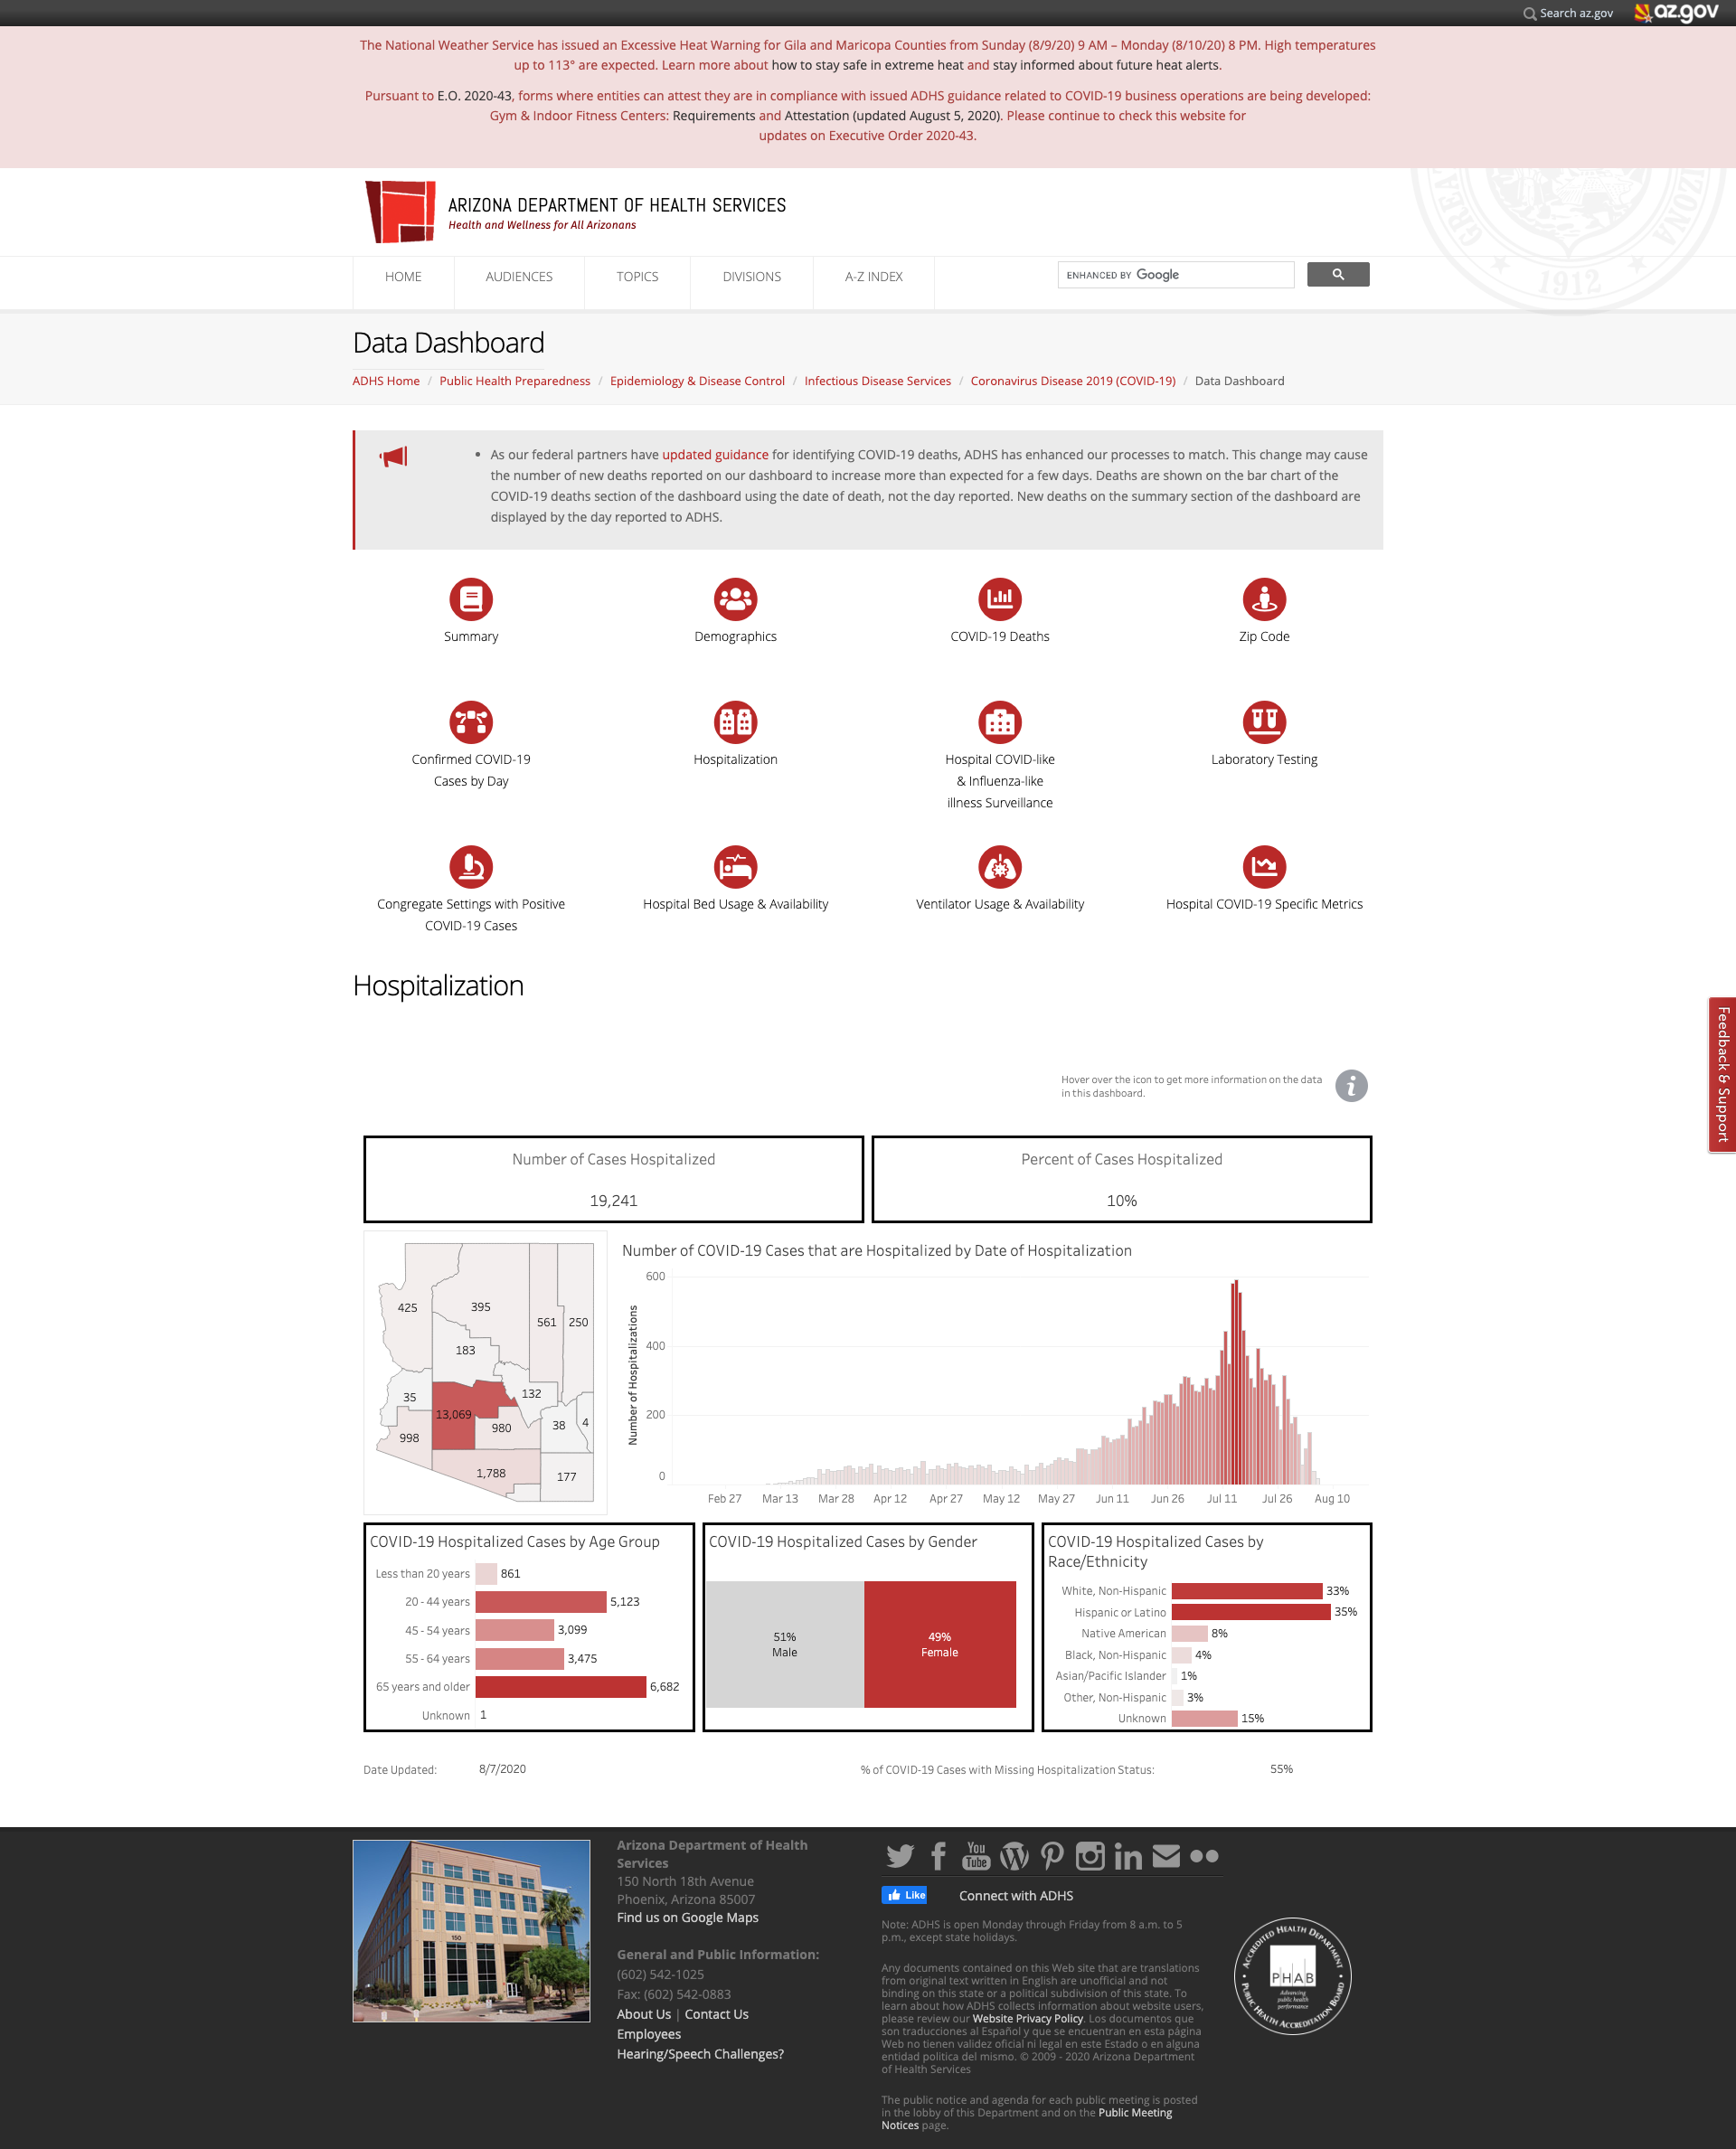 Search az.gov
az.gov
The National Weather Service has issued an Excessive Heat Warning for Gila and Maricopa Counties from Sunday (8/9/20) 9 AM – Monday (8/10/20) 8 PM. High temperatures
up to 113° are expected. Learn more about how to stay safe in extreme heat and stay informed about future heat alerts.
Pursuant to E.O. 2020-43, forms where entities can attest they are in compliance with issued ADHS guidance related to COVID-19 business operations are being developed:
Gym & Indoor Fitness Centers: Requirements and Attestation (updated August 5, 2020). Please continue to check this website for
updates on Executive Order 2020-43.
ARIZONA DEPARTMENT OF HEALTH SERVICES
Health and Wellness for All Arizonans
HOME AUDIENCES TOPICS DIVISIONS A-Z INDEX
ENHANCED BY Google
1912
Data Dashboard
ADHS Home / Public Health Preparedness / Epidemiology & Disease Control / Infectious Disease Services / Coronavirus Disease 2019 (COVID-19) / Data Dashboard
• As our federal partners have updated guidance for identifying COVID-19 deaths, ADHS has enhanced our processes to match. This change may cause
the number of new deaths reported on our dashboard to increase more than expected for a few days. Deaths are shown on the bar chart of the
COVID-19 deaths section of the dashboard using the date of death, not the day reported. New deaths on the summary section of the dashboard are
displayed by the day reported to ADHS.
Summary
Demographics
COVID-19 Deaths
Zip Code
Confirmed COVID-19
Cases by Day
Hospitalization
Hospital COVID-like
& Influenza-like
illness Surveillance
Laboratory Testing
Congregate Settings with Positive
COVID-19 Cases
Hospital Bed Usage & Availability
Ventilator Usage & Availability
Hospital COVID-19 Specific Metrics
Hospitalization
Feedback & Support
Hover over the icon to get more information on the data
in this dashboard.
i
Number of Cases Hospitalized
19,241
Percent of Cases Hospitalized
10%
425
395
561
250
183
35
132
13,069
980
38
4
998
1,788
177
Number of COVID-19 Cases that are Hospitalized by Date of Hospitalization
Number of Hospitalizations
600
400
200
0
Feb 27 Mar 13 Mar 28 Apr 12 Apr 27 May 12 May 27 Jun 11 Jun 26 Jul 11 Jul 26 Aug 10
COVID-19 Hospitalized Cases by Age Group
Less than 20 years 861
20 - 44 years 5,123
45 - 54 years 3,099
55 - 64 years 3,475
65 years and older 6,682
Unknown 1
COVID-19 Hospitalized Cases by Gender
51%
Male
49%
Female
COVID-19 Hospitalized Cases by
Race/Ethnicity
White, Non-Hispanic 33%
Hispanic or Latino 35%
Native American 8%
Black, Non-Hispanic 4%
Asian/Pacific Islander 1%
Other, Non-Hispanic 3%
Unknown 15%
Date Updated: 8/7/2020
% of COVID-19 Cases with Missing Hospitalization Status: 55%
150
Arizona Department of Health
Services
150 North 18th Avenue
Phoenix, Arizona 85007
Find us on Google Maps
General and Public Information:
(602) 542-1025
Fax: (602) 542-0883
About Us | Contact Us
Employees
Hearing/Speech Challenges?
You
Tube
Like
Connect with ADHS
Note: ADHS is open Monday through Friday from 8 a.m. to 5
p.m., except state holidays.
Any documents contained on this Web site that are translations
from original text written in English are unofficial and not
binding on this state or a political subdivision of this state. To
learn about how ADHS collects information about website users,
please review our Website Privacy Policy. Los documentos que
son traducciones al Español y que se encuentran en esta página
Web no tienen validez oficial ni legal en este Estado o en alguna
entidad politica del mismo. © 2009 - 2020 Arizona Department
of Health Services
The public notice and agenda for each public meeting is posted
in the lobby of this Department and on the Public Meeting
Notices page.
ACCREDITED HEALTH DEPARTMENT
PHAB
Advancing
public health
performance
PUBLIC HEALTH ACCREDITATION BOARD